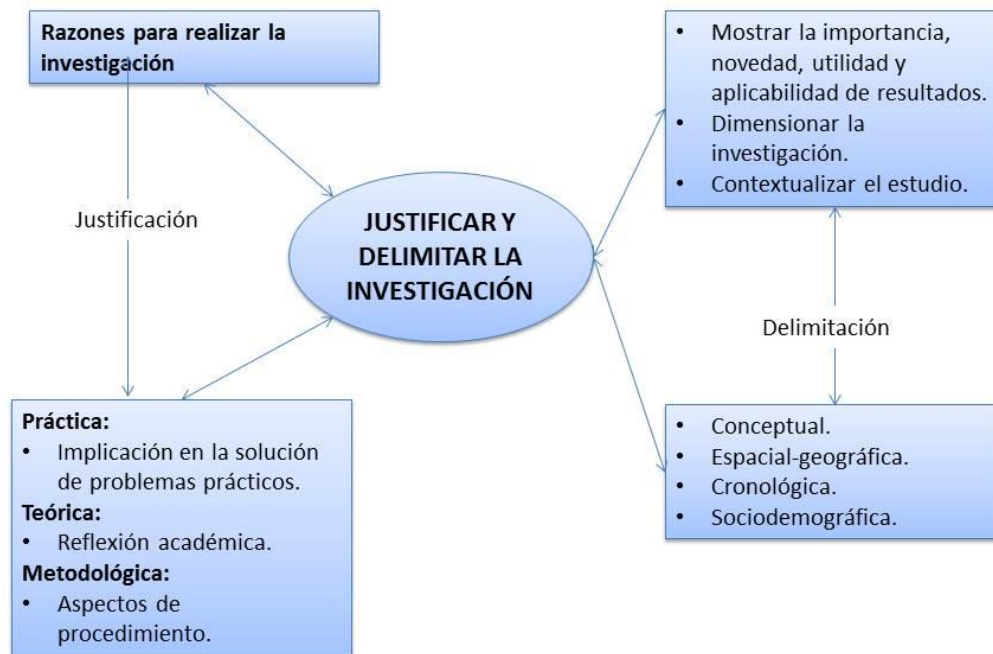 Razones para realizar la
investigación
Justificación
Práctica:
• Implicación en la solución
de problemas prácticos.
Teórica:
• Reflexión académica.
Metodológica:
• Aspectos de
procedimiento.
JUSTIFICAR Y
DELIMITAR LA
INVESTIGACIÓN
• Mostrar la importancia,
novedad, utilidad y
aplicabilidad de resultados.
• Dimensionar la
investigación.
• Contextualizar el estudio.
Delimitación
• Conceptual.
• Espacial-geográfica.
• Cronológica.
• Sociodemográfica.